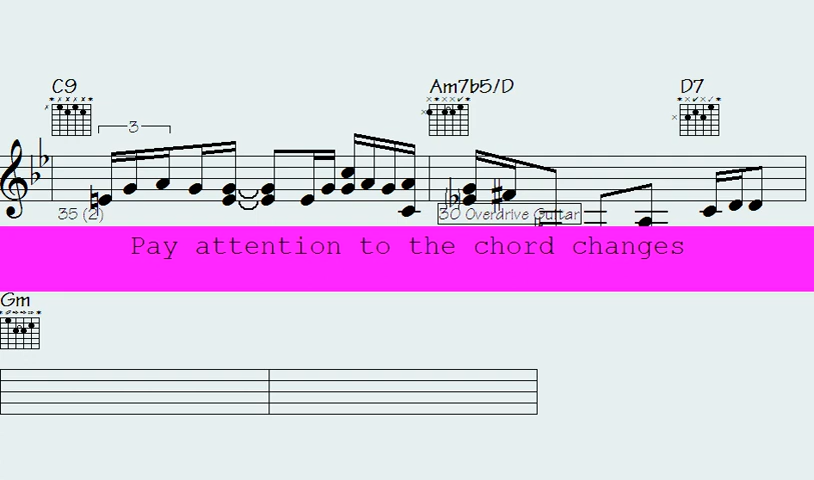 C9 Am7b5/D D7
3
35 (2) 30 Overdrive Guitar
Pay attention to the chord changes
Gm